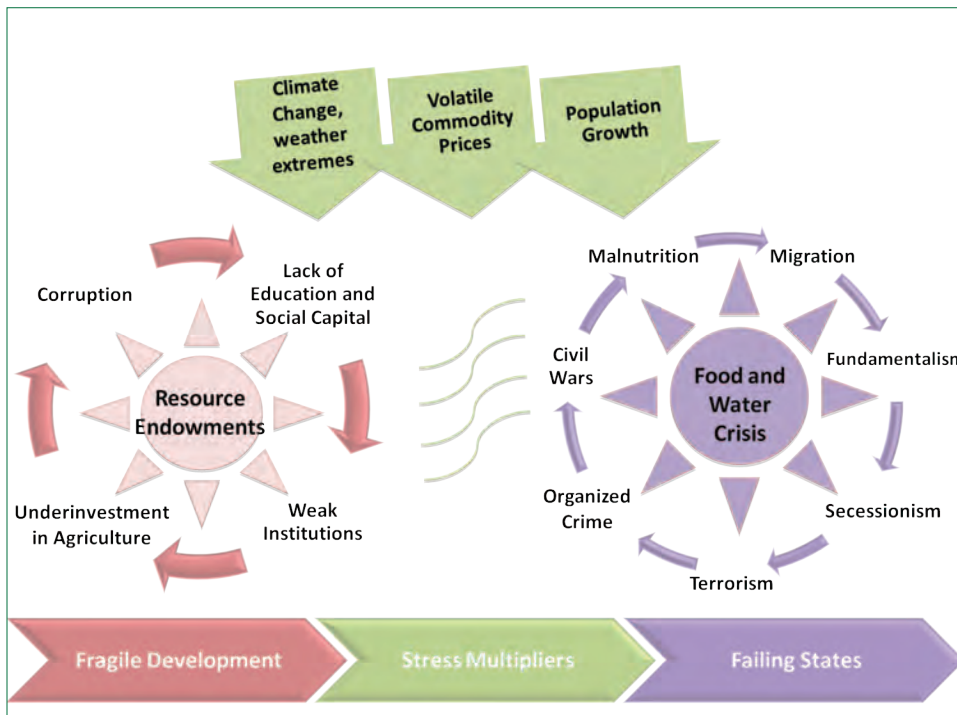 Climate
Change,
weather
extremes
Volatile
Commodity
Prices
Population
Growth
Corruption
Lack of
Education and
Social Capital
Resource
Endowments
Underinvestment
in Agriculture
Weak
Institutions
Malnutrition
Migration
Civil
Wars
Food and
Water
Crisis
Fundamentalism
Organized
Crime
Secessionism
Terrorism
Fragile Development
Stress Multipliers
Failing States